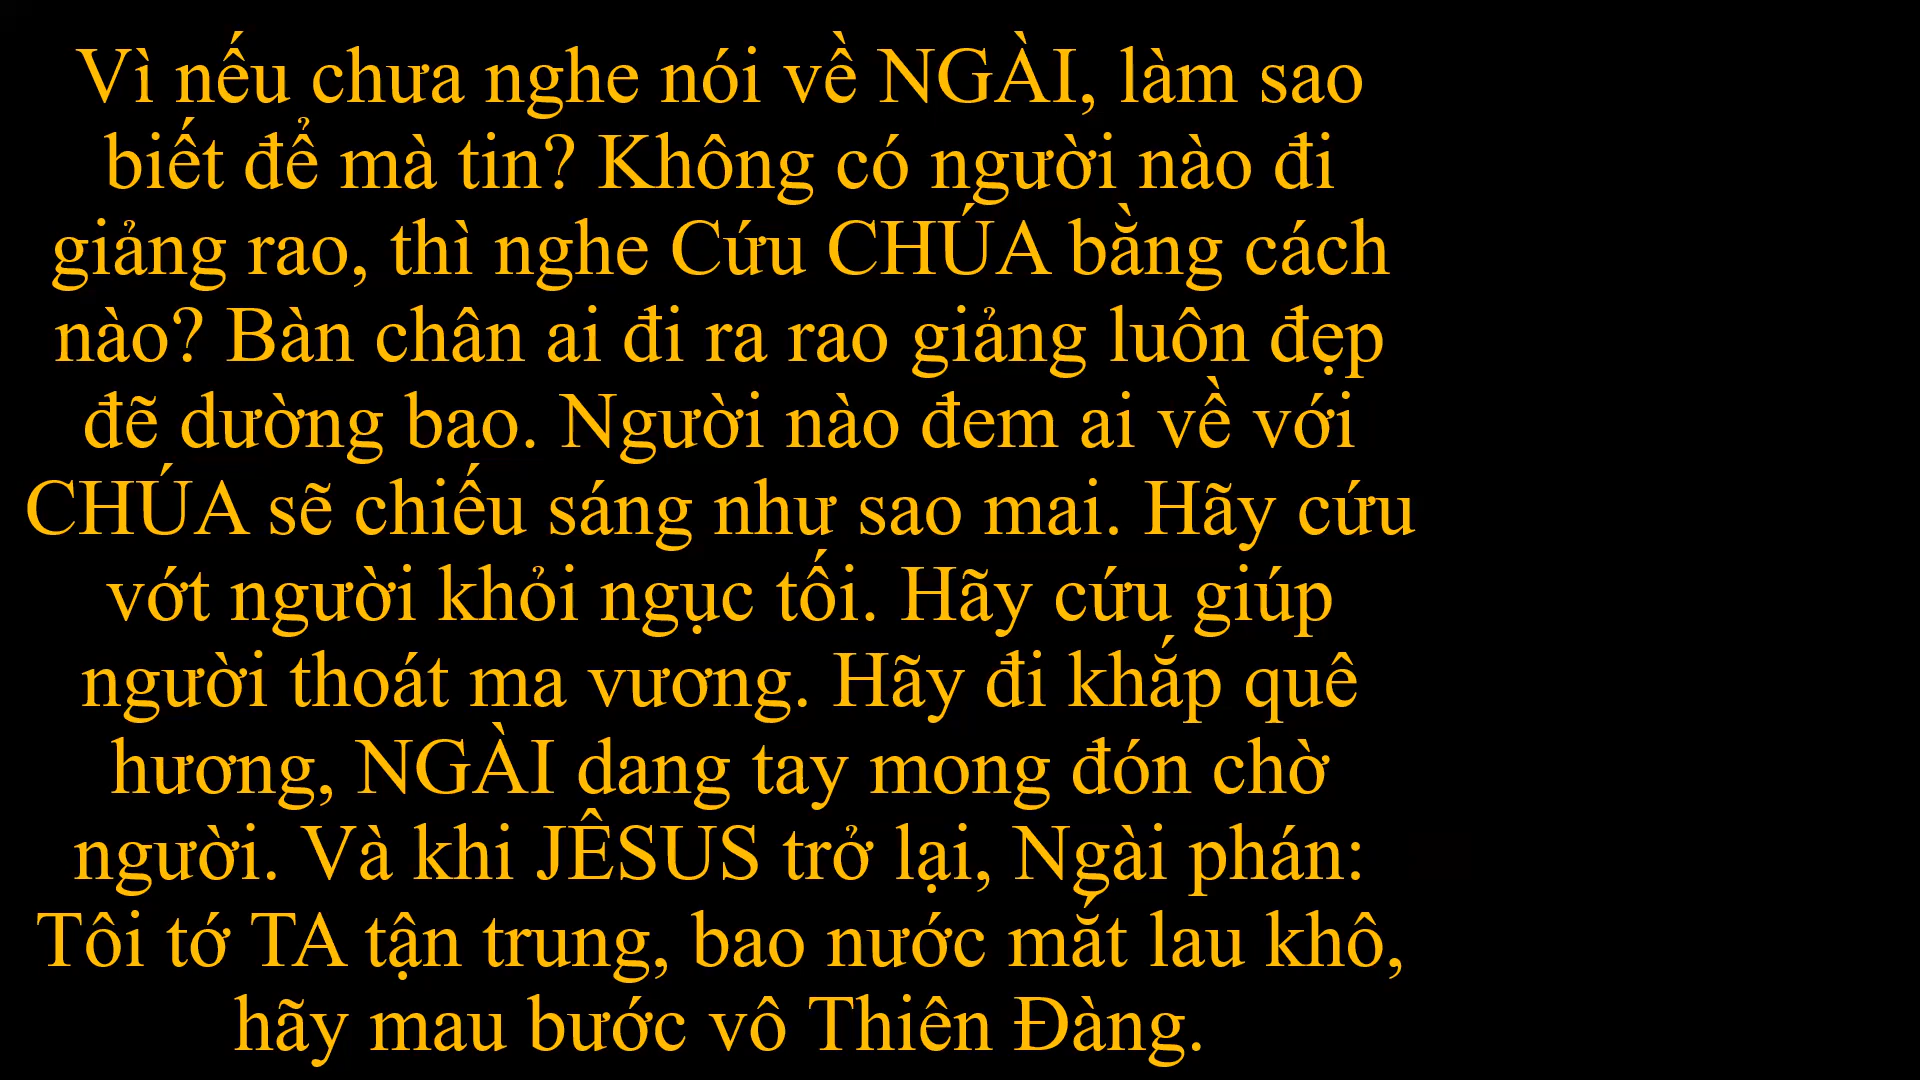 Vì nếu chưa nghe nói về NGÀI, làm sao
biết để mà tin? Không có người nào đi
giảng rao, thì nghe Cứu CHÚA bằng cách
nào? Bàn chân ai đi ra rao giảng luôn đẹp
đẽ dường bao. Người nào đem ai về với
CHÚA sẽ chiếu sáng như sao mai. Hãy cứu
vớt người khỏi ngục tối. Hãy cứu giúp
người thoát ma vương. Hãy đi khắp quê
hương, NGÀI dang tay mong đón chờ
người. Và khi JÊSUS trở lại, Ngài phán:
Tôi tớ TA tận trung, bao nước mắt lau khô,
hãy mau bước vô Thiên Đàng.